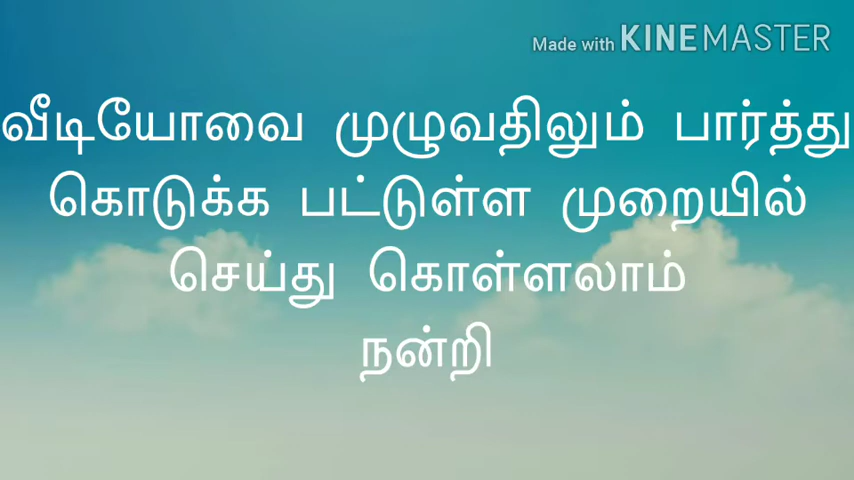 Made with KINEMASTER
வீடியோவை முழுவதிலும் பார்த்து
கொடுக்க பட்டுள்ள முறையில்
செய்து கொள்ளலாம்
நன்றி